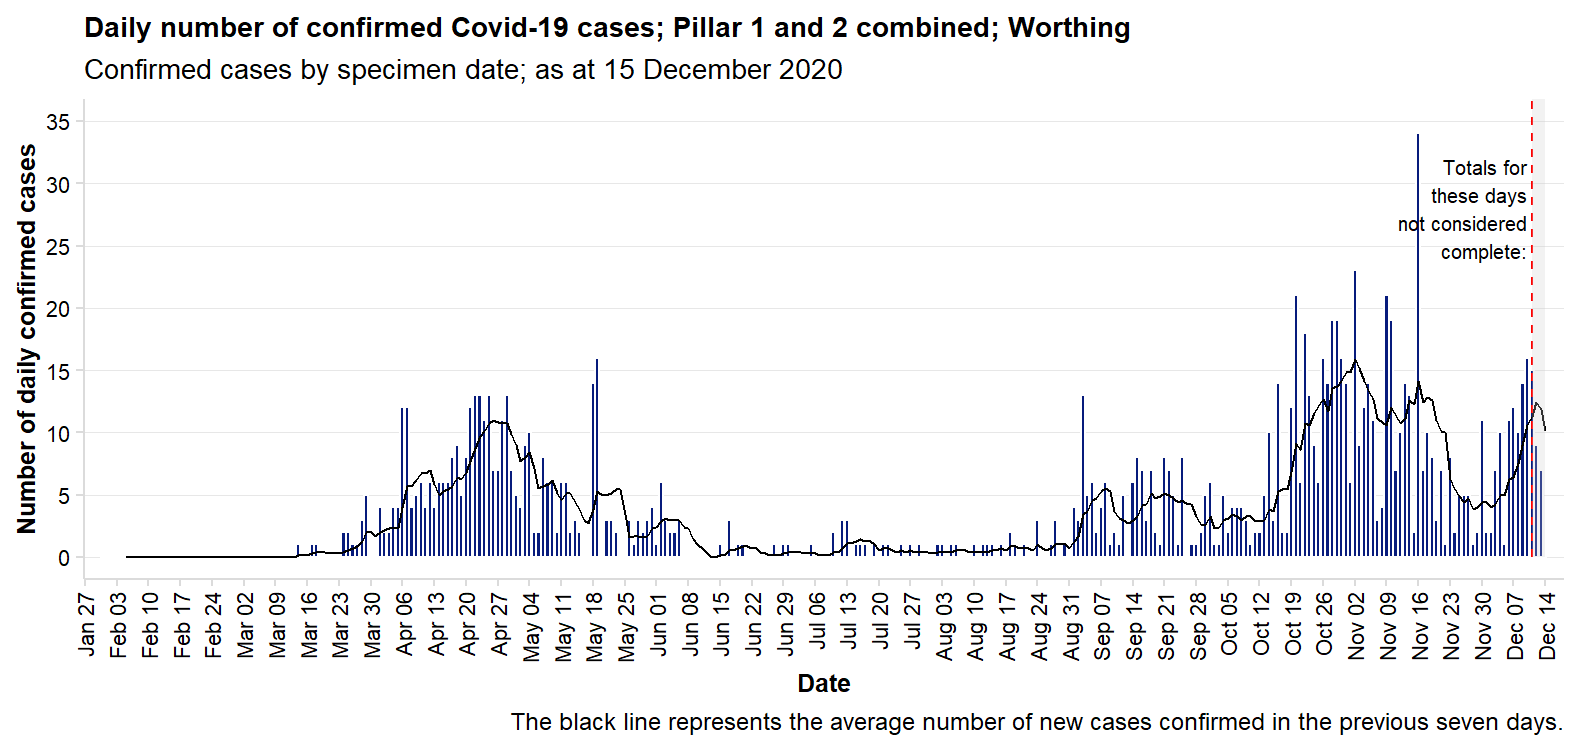 Daily number of confirmed Covid-19 cases; Pillar 1 and 2 combined; Worthing
Confirmed cases by specimen date; as at 15 December 2020
Number of daily confirmed cases
35
30
25
20
15
10
5
0
Totals for
these days
not considered
complete:
Jan 27
Feb 03
Feb 10
Feb 17
Feb 24
Mar 02
Mar 09
Mar 16
Mar 23
Mar 30
Apr 06
Apr 13
Apr 20
Apr 27
May 04
May 11
May 18
May 25
Jun 01
Jun 08
Jun 15
Jun 22
Jun 29
Jul 06
Jul 13
Jul 20
Jul 27
Aug 03
Aug 10
Aug 17
Aug 24
Aug 31
Sep 07
Sep 14
Sep 21
Sep 28
Oct 05
Oct 12
Oct 19
Oct 26
Nov 02
Nov 09
Nov 16
Nov 23
Nov 30
Dec 07
Dec 14
Date
The black line represents the average number of new cases confirmed in the previous seven days.